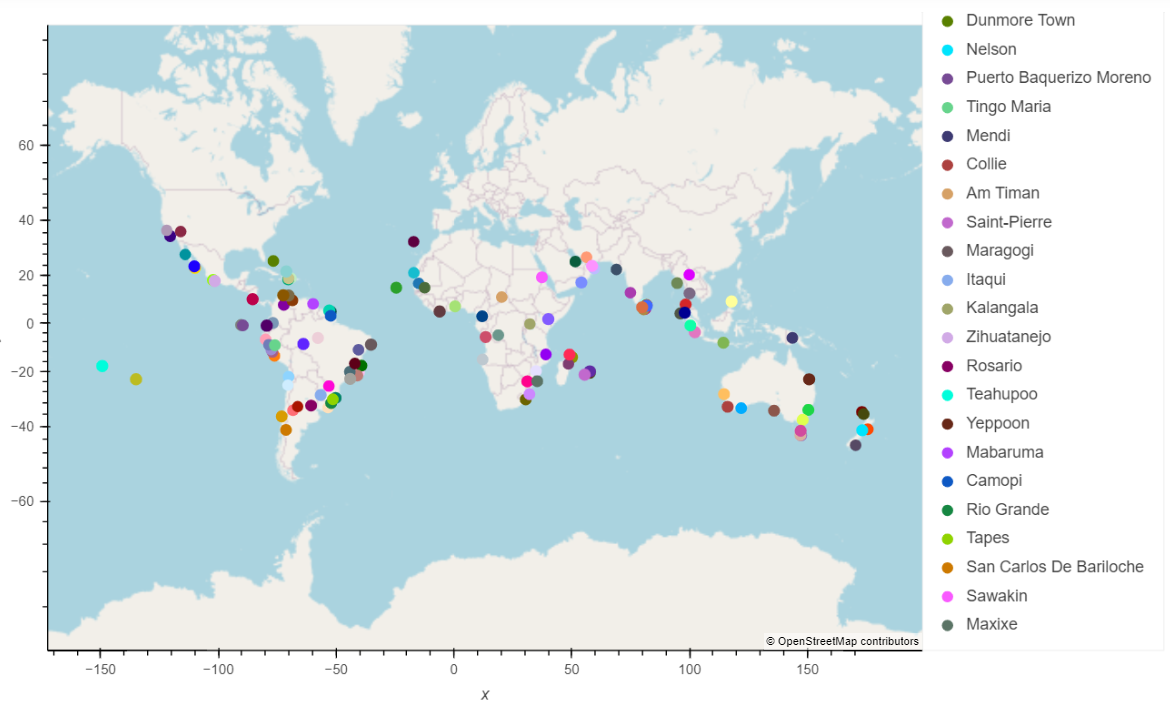 Dunmore Town
Nelson
Puerto Baquerizo Moreno
Tingo Maria
Mendi
Collie
Am Timan
Saint-Pierre
Maragogi
Itaqui
Kalangala
Zihuatanejo
Rosario
Teahupoo
Yeppoon
Mabaruma
Camopi
Rio Grande
Tapes
San Carlos De Bariloche
Sawakin
Maxixe
60
40
20
0
−20
−40
−60
© OpenStreetMap contributors
−150 −100 −50 0 50 100 150
x